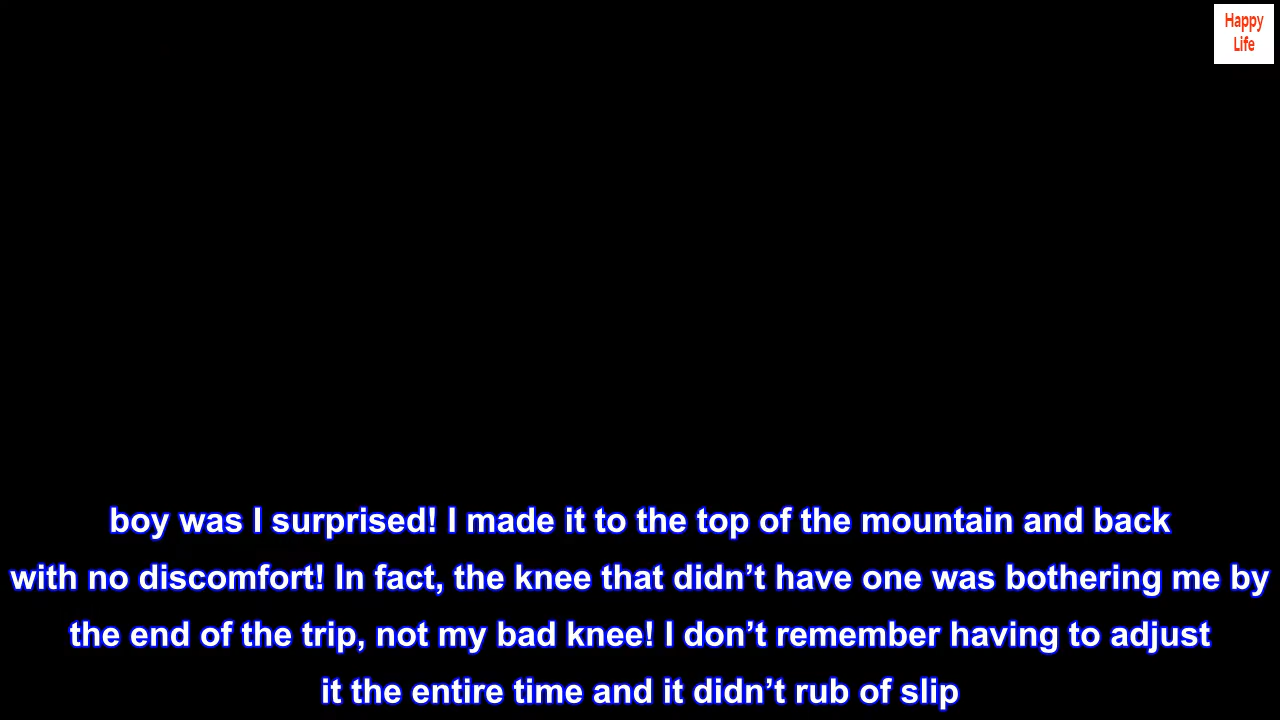 Happy
Life
boy was I surprised! I made it to the top of the mountain and back
with no discomfort! In fact, the knee that didn’t have one was bothering me by
the end of the trip, not my bad knee! I don’t remember having to adjust
it the entire time and it didn’t rub of slip